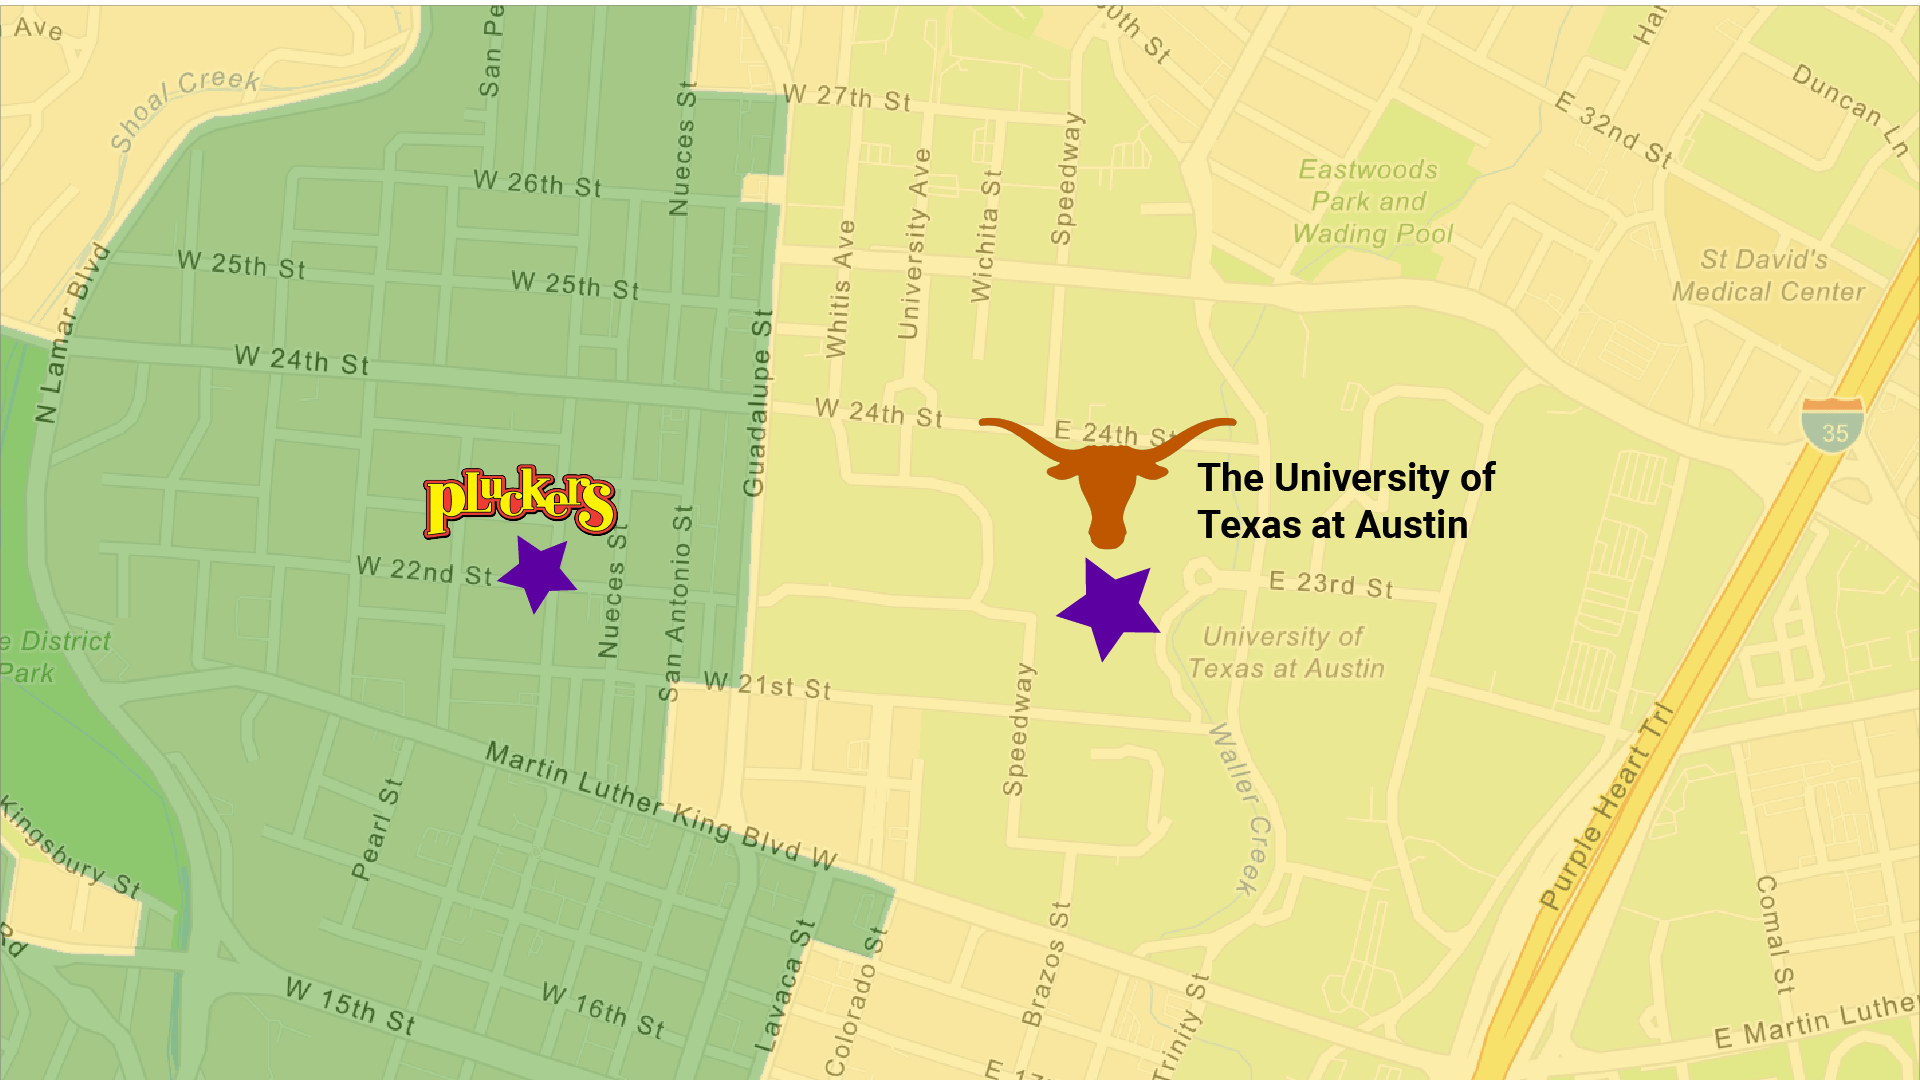 Ave
Shoal Creek
San Pe
Nueces St
W 27th St
Speedway
Duncan Ln
E 32nd St
W 26th St
University Ave
Wichita St
Whitis Ave
Eastwoods
Park and
Wading Pool
W 25th St
W 25th St
St David's
Medical Center
N Lamar Blvd
W 24th St
Guadalupe St
W 24th St
E 24th St
35
pluckers
The University of
Texas at Austin
W 22nd St
Nueces St
San Antonio St
E 23rd St
University of
Texas at Austin
e District
Park
W 21st St
Speedway
Waller Creek
Purple Heart Trl
Martin Luther King Blvd W
Pearl St
Kingsbury St
Rd
Lavaca St
Colorado St
Brazos St
Trinity St
Comal St
W 15th St
W 16th St
E Martin Luthe